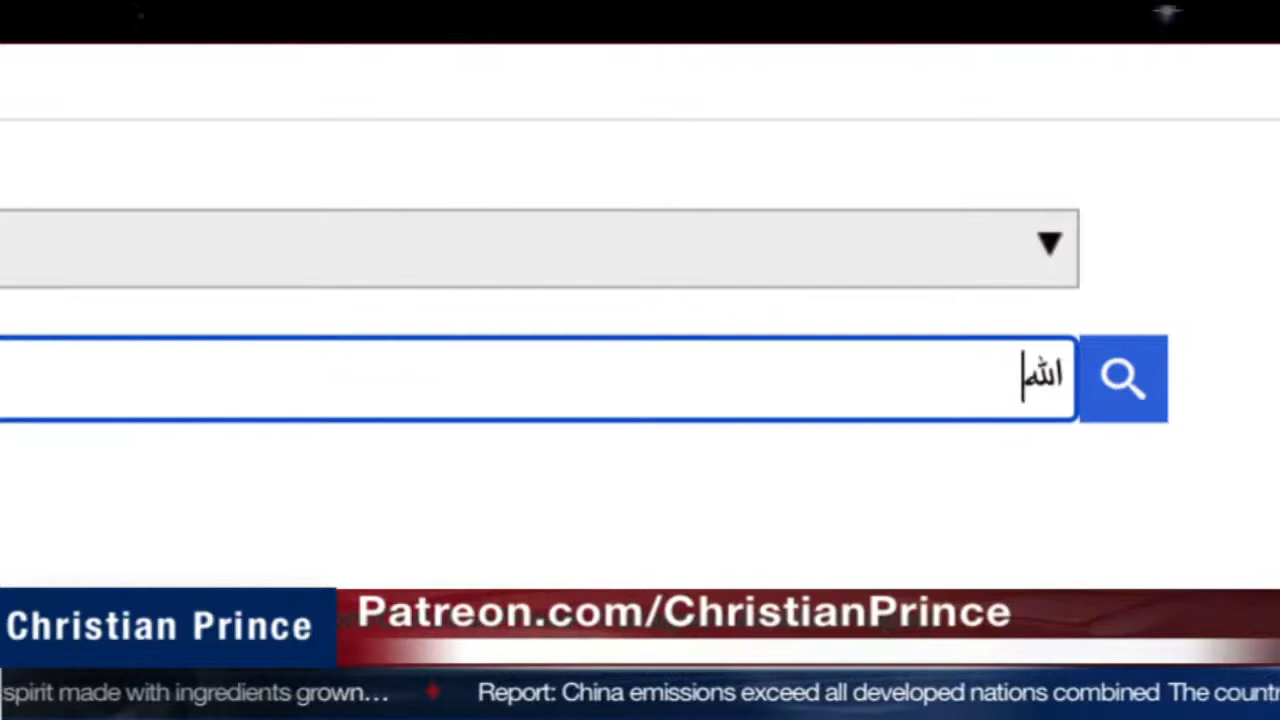 الله
Christian Prince
Patreon.com/ChristianPrince
spirit made with ingredients grown… Report: China emissions exceed all developed nations combined The countr